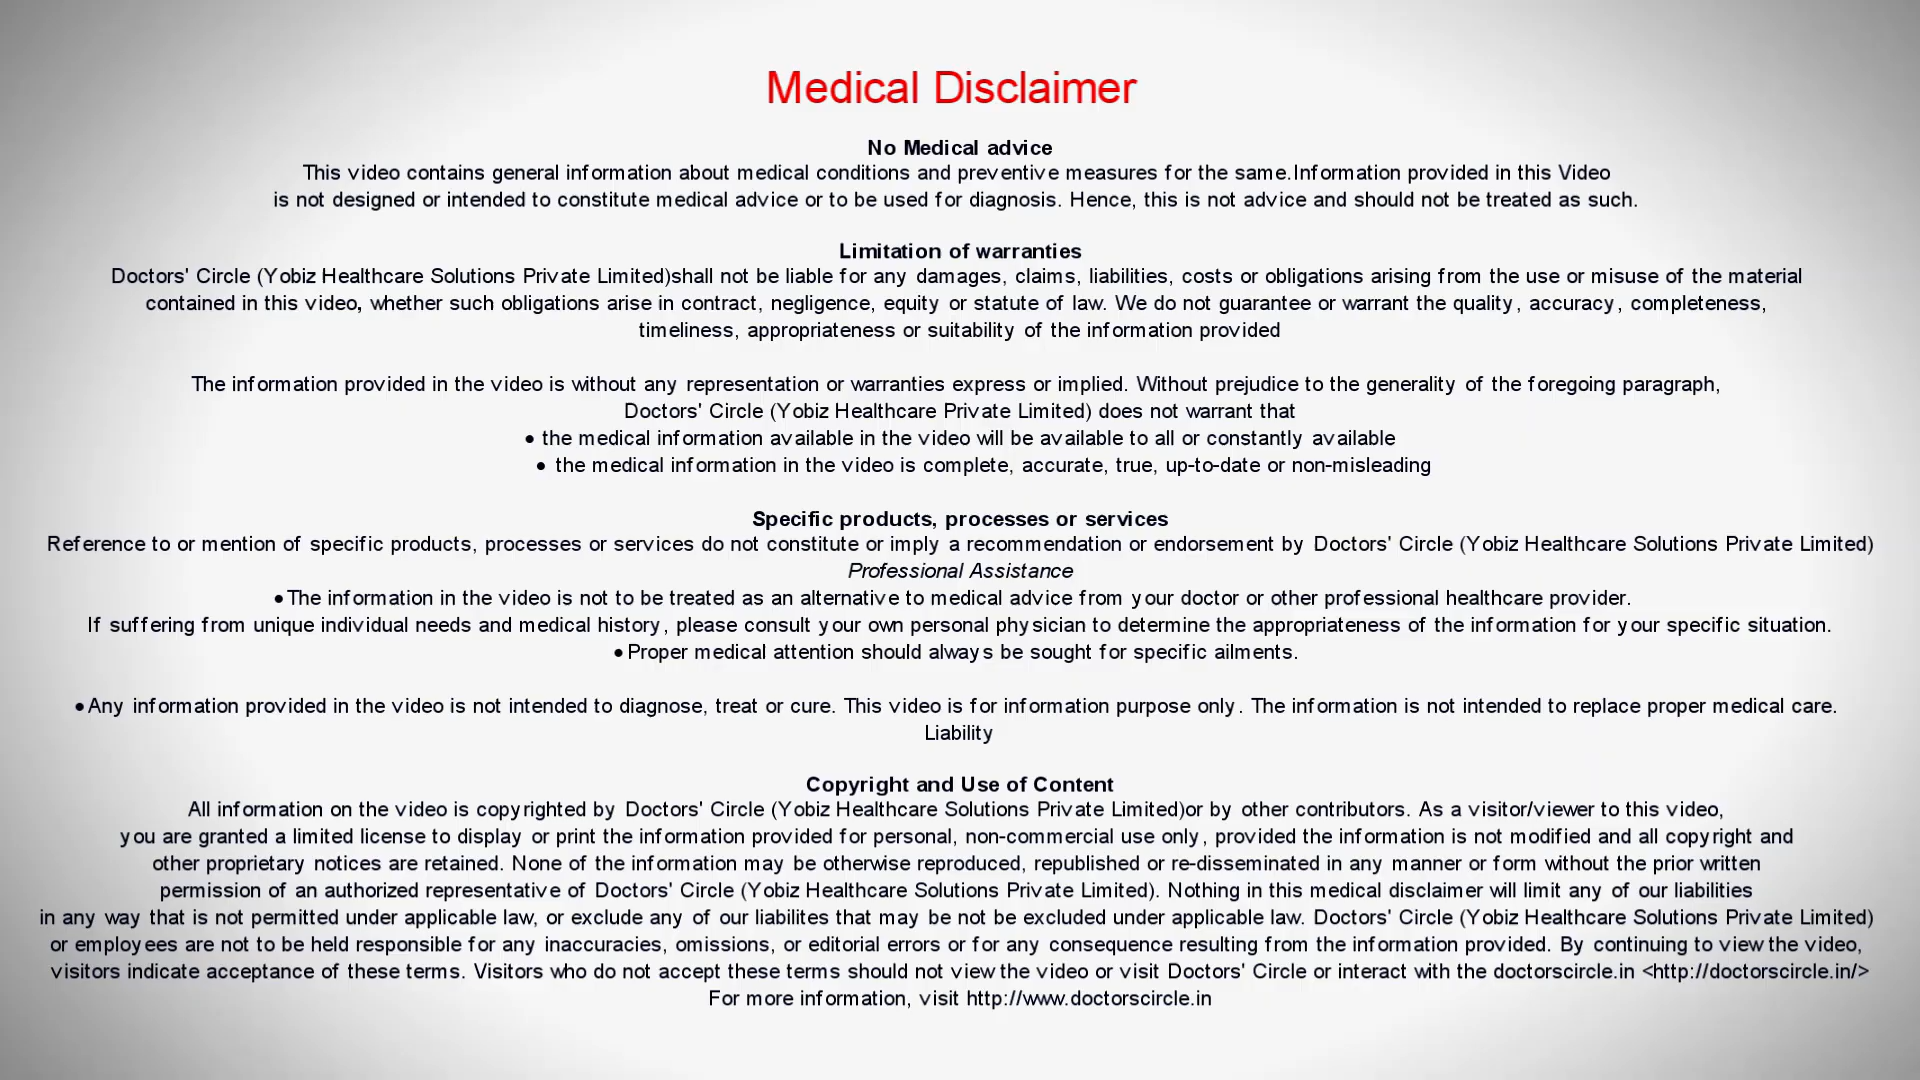 Medical Disclaimer
No Medical advice
This video contains general information about medical conditions and preventive measures for the same.Information provided in this Video
is not designed or intended to constitute medical advice or to be used for diagnosis. Hence, this is not advice and should not be treated as such.
Limitation of warranties
Doctors' Circle (Yobiz Healthcare Solutions Private Limited)shall not be liable for any damages, claims, liabilities, costs or obligations arising from the use or misuse of the material
contained in this video, whether such obligations arise in contract, negligence, equity or statute of law. We do not guarantee or warrant the quality, accuracy, completeness,
timeliness, appropriateness or suitability of the information provided
The information provided in the video is without any representation or warranties express or implied. Without prejudice to the generality of the foregoing paragraph,
Doctors' Circle (Yobiz Healthcare Private Limited) does not warrant that
• the medical information available in the video will be available to all or constantly available
• the medical information in the video is complete, accurate, true, up-to-date or non-misleading
Specific products, processes or services
Reference to or mention of specific products, processes or services do not constitute or imply a recommendation or endorsement by Doctors' Circle (Yobiz Healthcare Solutions Private Limited)
Professional Assistance
•The information in the video is not to be treated as an alternative to medical advice from your doctor or other professional healthcare provider.
If suffering from unique individual needs and medical history, please consult your own personal physician to determine the appropriateness of the information for your specific situation.
•Proper medical attention should always be sought for specific ailments.
•Any information provided in the video is not intended to diagnose, treat or cure. This video is for information purpose only. The information is not intended to replace proper medical care.
Liability
Copyright and Use of Content
All information on the video is copyrighted by Doctors' Circle (Yobiz Healthcare Solutions Private Limited)or by other contributors. As a visitor/viewer to this video,
you are granted a limited license to display or print the information provided for personal, non-commercial use only, provided the information is not modified and all copyright and
other proprietary notices are retained. None of the information may be otherwise reproduced, republished or re-disseminated in any manner or form without the prior written
permission of an authorized representative of Doctors' Circle (Yobiz Healthcare Solutions Private Limited). Nothing in this medical disclaimer will limit any of our liabilities
in any way that is not permitted under applicable law, or exclude any of our liabilites that may be not be excluded under applicable law. Doctors' Circle (Yobiz Healthcare Solutions Private Limited)
or employees are not to be held responsible for any inaccuracies, omissions, or editorial errors or for any consequence resulting from the information provided. By continuing to view the video,
visitors indicate acceptance of these terms. Visitors who do not accept these terms should not view the video or visit Doctors' Circle or interact with the doctorscircle.in <http://doctorscircle.in/>
For more information, visit http://www.doctorscircle.in